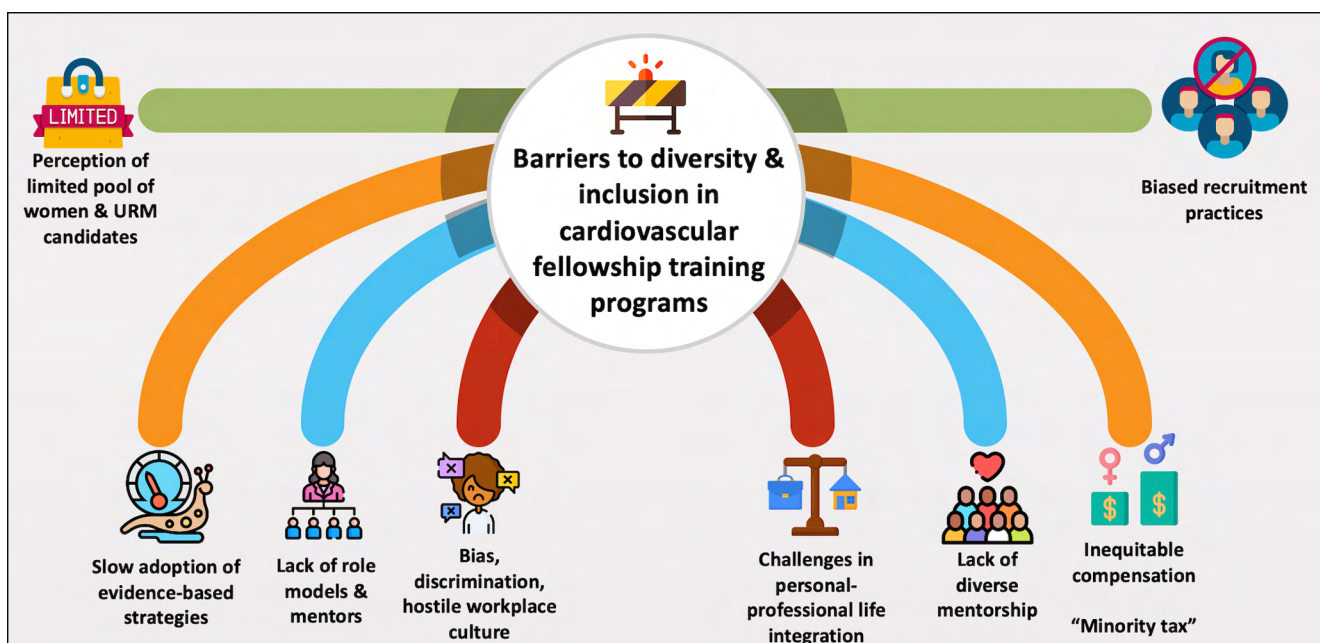 LIMITED
Perception of
limited pool of
women & URM
candidates
Barriers to diversity &
inclusion in
cardiovascular
fellowship training
programs
Biased recruitment
practices
Slow adoption of
evidence-based
strategies
Lack of role
models &
mentors
Bias,
discrimination,
hostile workplace
culture
Challenges in
personal-
professional life
integration
Lack of
diverse
mentorship
$
$
Inequitable
compensation
“Minority tax”